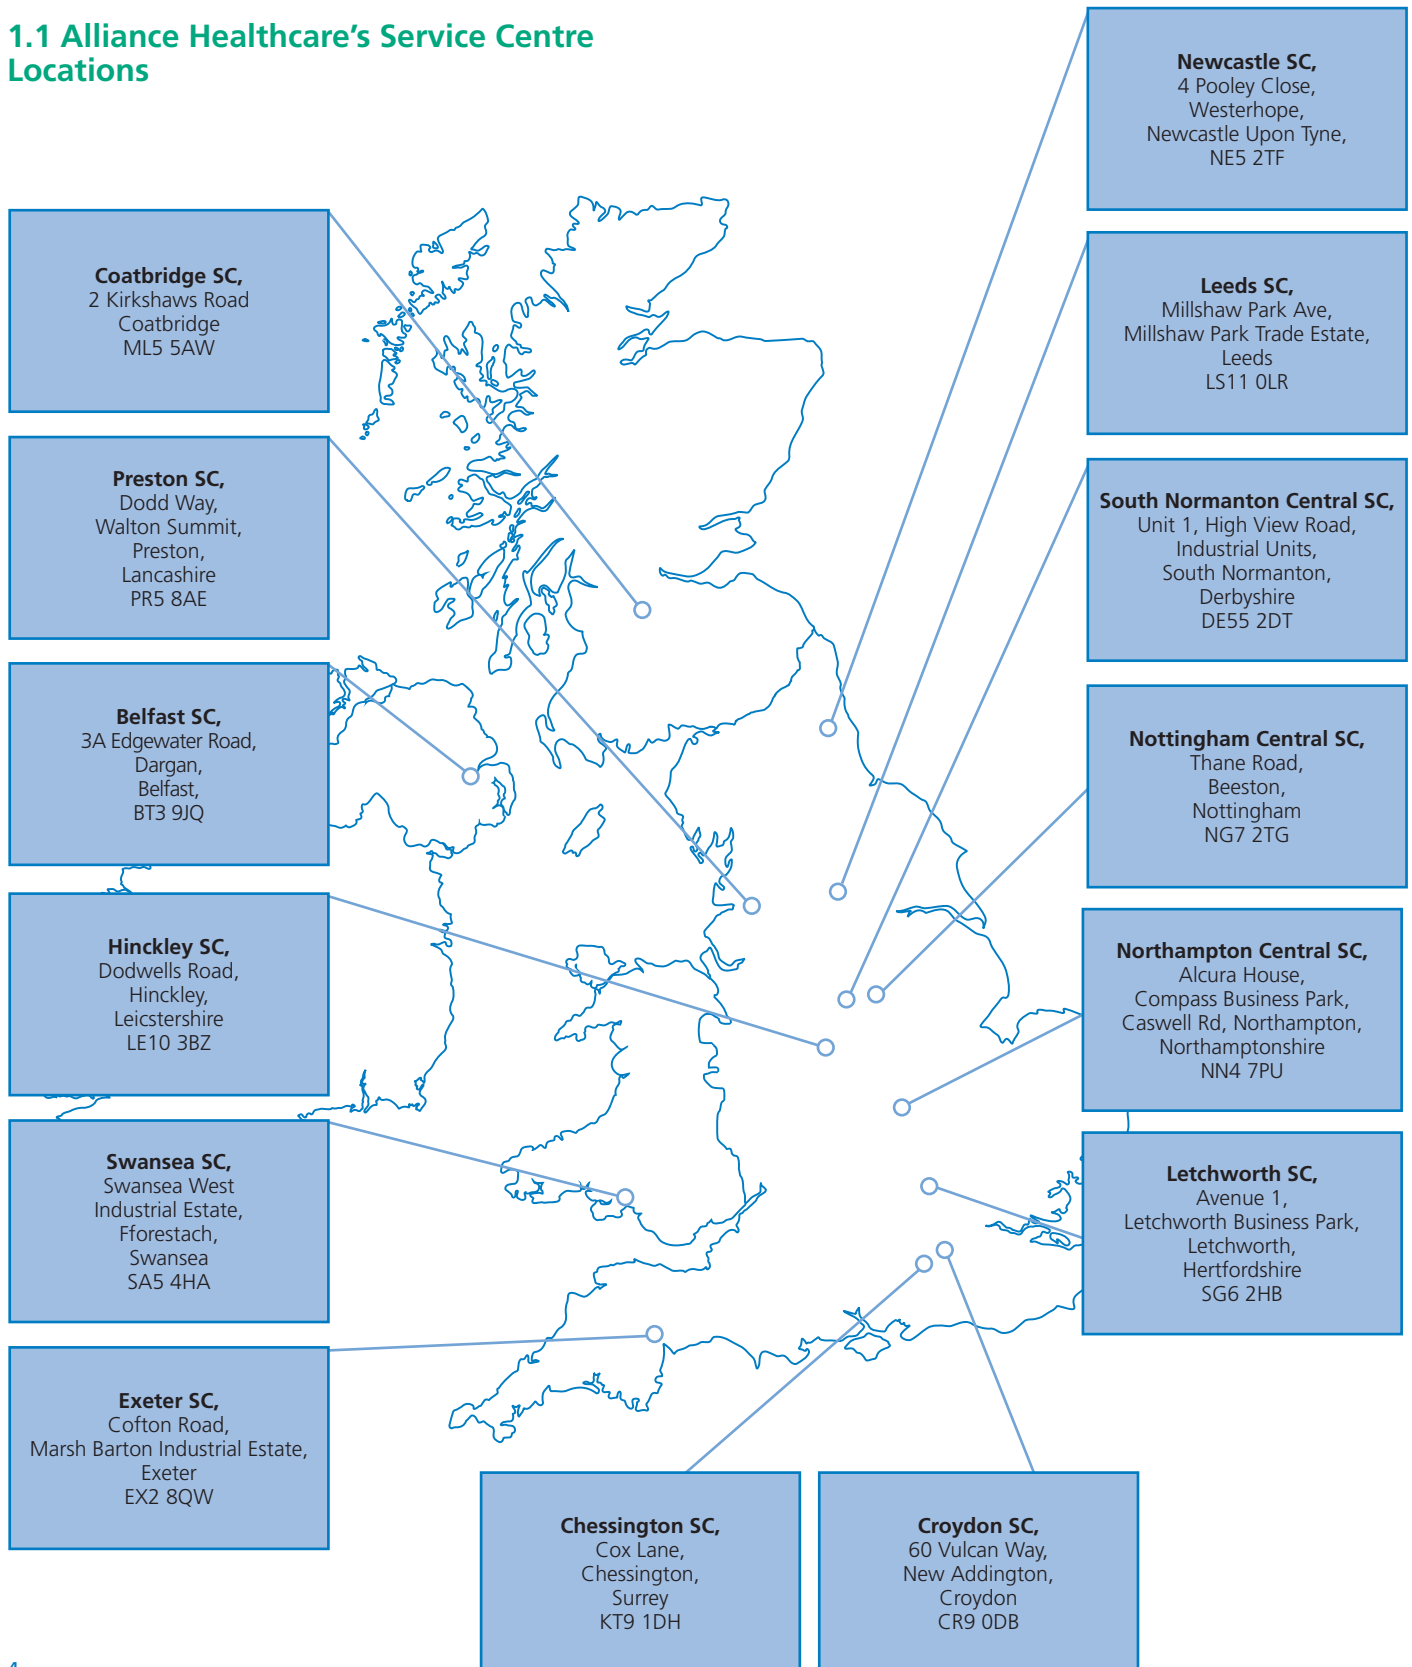 1.1 Alliance Healthcare's Service Centre
Locations
Newcastle SC,
4 Pooley Close,
Westerhope,
Newcastle Upon Tyne,
NE5 2TF
Coatbridge SC,
2 Kirkshaws Road
Coatbridge
ML5 5AW
Leeds SC,
Millshaw Park Ave,
Millshaw Park Trade Estate,
Leeds
LS11 0LR
Preston SC,
Dodd Way,
Walton Summit,
Preston,
Lancashire
PR5 8AE
South Normanton Central SC,
Unit 1, High View Road,
Industrial Units,
South Normanton,
Derbyshire
DE55 2DT
Belfast SC,
3A Edgewater Road,
Dargan,
Belfast,
BT3 9JQ
Nottingham Central SC,
Thane Road,
Beeston,
Nottingham
NG7 2TG
Hinckley SC,
Dodwells Road,
Hinckley,
Leicstershire
LE10 3BZ
Northampton Central SC,
Alcura House,
Compass Business Park,
Caswell Rd, Northampton,
Northamptonshire
NN4 7PU
Swansea SC,
Swansea West
Industrial Estate,
Fforestach,
Swansea
SA5 4HA
Letchworth SC,
Avenue 1,
Letchworth Business Park,
Letchworth,
Hertfordshire
SG6 2HB
Exeter SC,
Cofton Road,
Marsh Barton Industrial Estate,
Exeter
EX2 8QW
Chessington SC,
Cox Lane,
Chessington,
Surrey
KT9 1DH
Croydon SC,
60 Vulcan Way,
New Addington,
Croydon
CR9 0DB